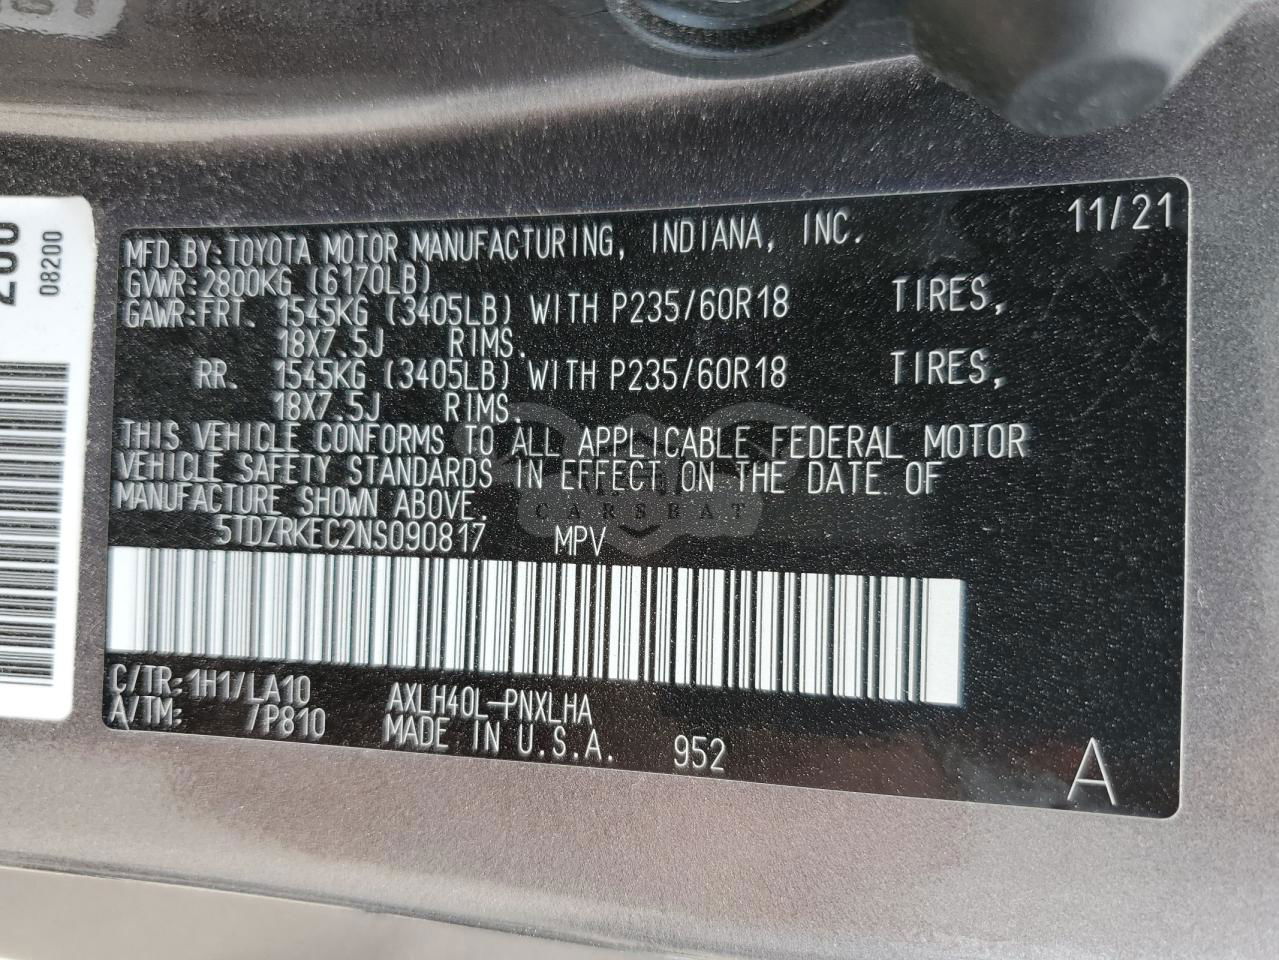 11/21
MFD.BY:TOYOTA MOTOR MANUFACTURING, INDIANA, INC.
GVWR:2800KG (6170LB)
GAWR:FRT. 1545KG (3405LB) WITH P235/60R18 TIRES,
18X7.5J RIMS.
RR. 1545KG (3405LB) WITH P235/60R18 TIRES,
18X7.5J RIMS.
THIS VEHICLE CONFORMS TO ALL APPLICABLE FEDERAL MOTOR
VEHICLE SAFETY STANDARDS IN EFFECT ON THE DATE OF
MANUFACTURE SHOWN ABOVE.
5TDZRKEC2NS090817 MPV
C/TR:1H1/LA10 AXLH40L-PNXLHA
A/TM: /P810 MADE IN U.S.A. 952
A
08200
CARSBAT